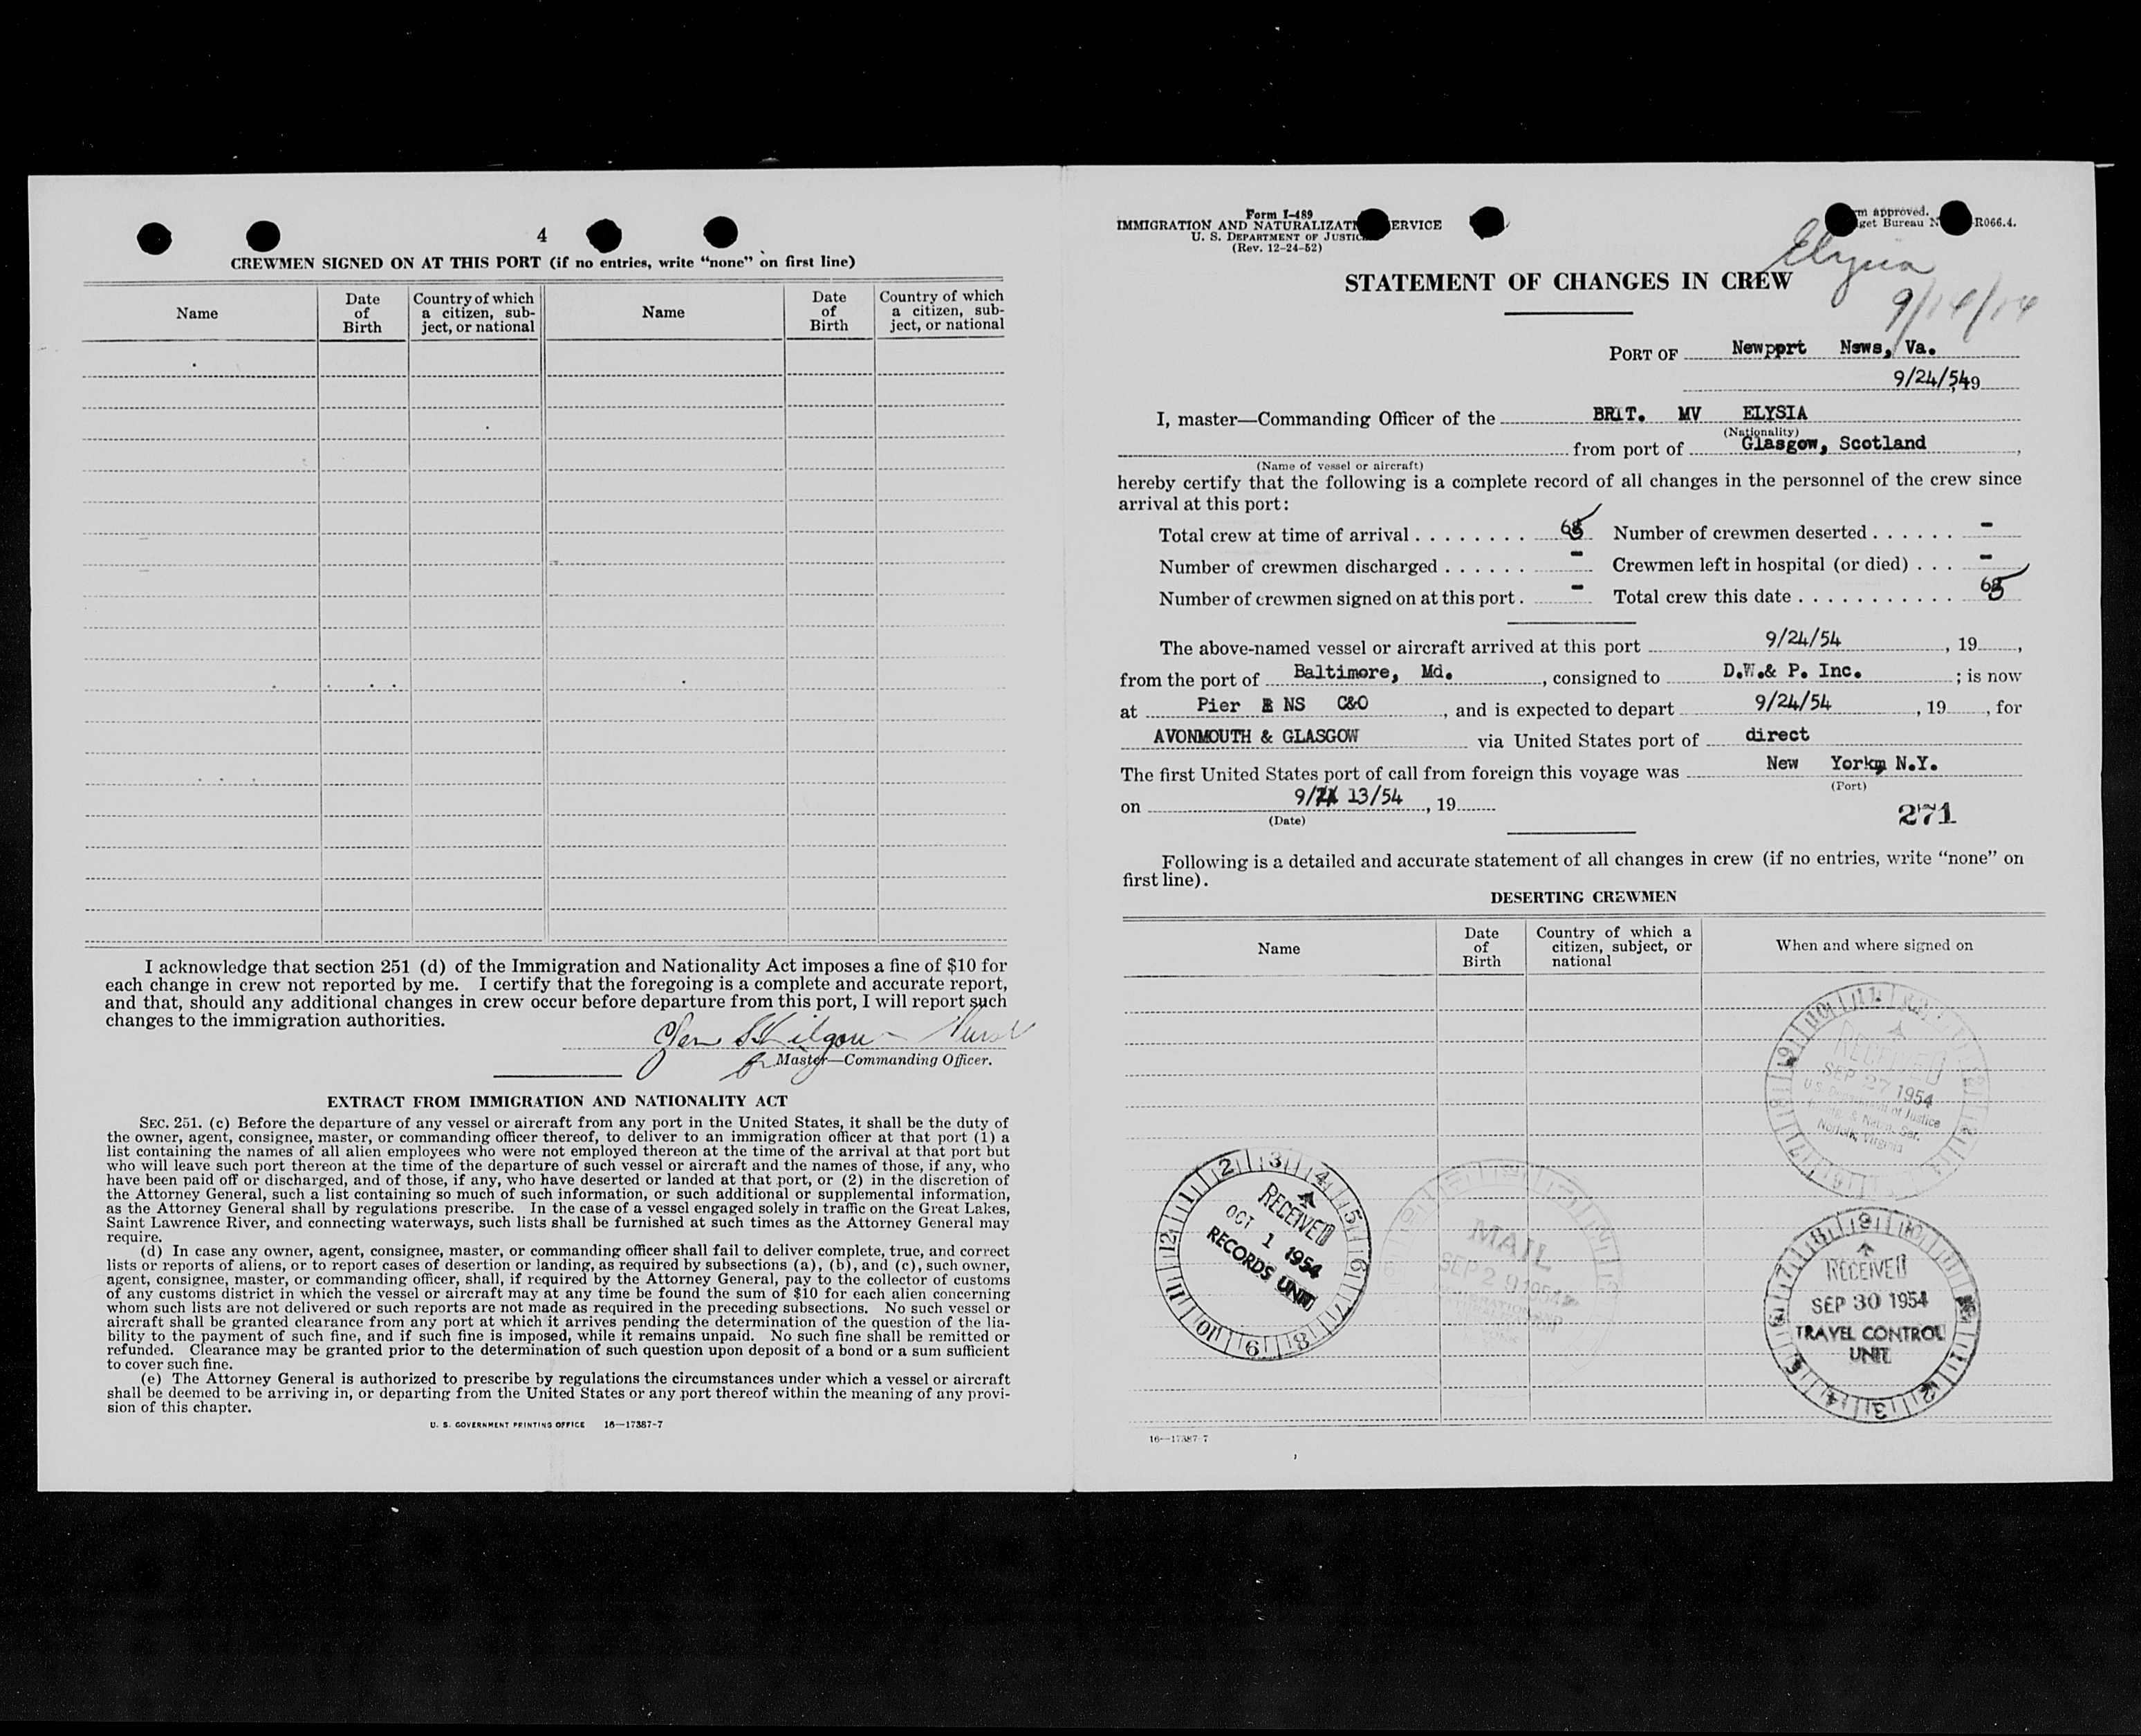 4
CREWMEN SIGNED ON AT THIS PORT (if no entries, write “none” on first line)
Name
Date of Birth
Country of which a citizen, subject, or national
Name
Date of Birth
Country of which a citizen, subject, or national
I acknowledge that section 251 (d) of the Immigration and Nationality Act imposes a fine of $10 for
each change in crew not reported by me. I certify that the foregoing is a complete and accurate report,
and that, should any additional changes in crew occur before departure from this port, I will report such
changes to the immigration authorities.
Master—Commanding Officer.
EXTRACT FROM IMMIGRATION AND NATIONALITY ACT
SEC. 251. (c) Before the departure of any vessel or aircraft from any port in the United States, it shall be the duty of
the owner, agent, consignee, master, or commanding officer thereof, to deliver to an immigration officer at that port (1) a
list containing the names of all alien employees who were not employed thereon at the time of the arrival at that port but
who will leave such port thereon at the time of the departure of such vessel or aircraft and the names of those, if any, who
have been paid off or discharged, and of those, if any, who have deserted or landed at that port, or (2) in the discretion of
the Attorney General, such a list containing so much of such information, or such additional or supplemental information,
as the Attorney General shall by regulations prescribe. In the case of a vessel engaged solely in traffic on the Great Lakes,
Saint Lawrence River, and connecting waterways, such lists shall be furnished at such times as the Attorney General may
require.
(d) In case any owner, agent, consignee, master, or commanding officer shall fail to deliver complete, true, and correct
lists or reports of aliens, or to report cases of desertion or landing, as required by subsections (a), (b), and (c), such owner,
agent, consignee, master, or commanding officer, shall, if required by the Attorney General, pay to the collector of customs
of any customs district in which the vessel or aircraft may at any time be found the sum of $10 for each alien concerning
whom such lists are not delivered or such reports are not made as required in the preceding subsections. No such vessel or
aircraft shall be granted clearance from any port at which it arrives pending the determination of the question of the lia-
bility to the payment of such fine, and if such fine is imposed, while it remains unpaid. No such fine shall be remitted or
refunded. Clearance may be granted prior to the determination of such question upon deposit of a bond or a sum sufficient
to cover such fine.
(e) The Attorney General is authorized to prescribe by regulations the circumstances under which a vessel or aircraft
shall be deemed to be arriving in, or departing from the United States or any port thereof within the meaning of any provi-
sion of this chapter.
U. S. GOVERNMENT PRINTING OFFICE 16—17387-7
Form I-489
IMMIGRATION AND NATURALIZATI ERVICE
U. S. DEPARTMENT OF JUSTICE
(Rev. 12-24-52)
m approved.
get Bureau N R066.4.
Elysia
STATEMENT OF CHANGES IN CREW
PORT OF Newpprt News, Va.
9/24/549
I, master—Commanding Officer of the BRIT. MV ELYSIA
(Nationality)
from port of Glasgow, Scotland,
(Name of vessel or aircraft)
hereby certify that the following is a complete record of all changes in the personnel of the crew since
arrival at this port:
Total crew at time of arrival . . . . . . . . 65 Number of crewmen deserted . . . . . . -
Number of crewmen discharged . . . . . . - Crewmen left in hospital (or died) . . . -
Number of crewmen signed on at this port . - Total crew this date . . . . . . . . . . . 65
The above-named vessel or aircraft arrived at this port 9/24/54, 19,
from the port of Baltimore, Md., consigned to D.W.& P. Inc.; is now
at Pier NS C&O, and is expected to depart 9/24/54, 19, for
AVONMOUTH & GLASGOW via United States port of direct
The first United States port of call from foreign this voyage was New York, N.Y.
(Port)
on 9/ 13/54, 19
(Date)
271
Following is a detailed and accurate statement of all changes in crew (if no entries, write “none” on
first line).
DESERTING CREWMEN
Name
Date of Birth
Country of which a citizen, subject, or national
When and where signed on
RECEIVED
SEP 27 1954
U.S. Department of Justice
Norfolk, Virginia
RECEIVED
OCT 1 1954
RECORDS UNIT
MAIL
SEP 29 1954
RECEIVED
SEP 30 1954
TRAVEL CONTROL
UNIT
16—17387-7